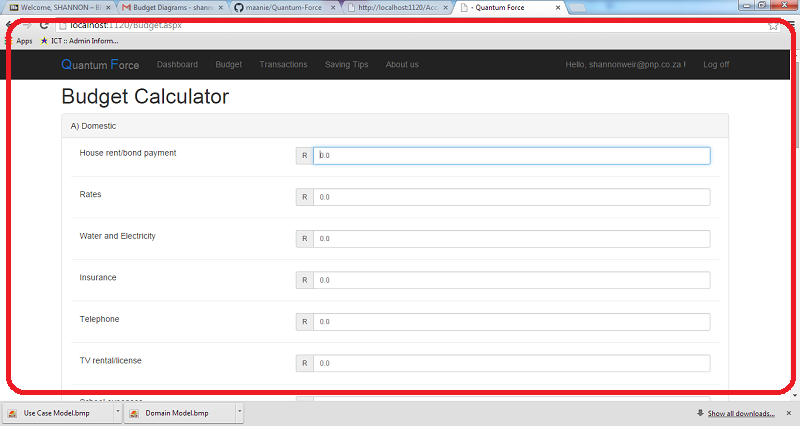 Welcome, SHANNON – Bl
Budget Diagrams - shanno
maanie/Quantum-Force
http://localhost:1120/Acc
- Quantum Force
localhost:1120/Budget.aspx
Apps
ICT :: Admin Inform...
Quantum Force
Dashboard
Budget
Transactions
Saving Tips
About us
Hello, shannonweir@pnp.co.za !
Log off
Budget Calculator
A) Domestic
House rent/bond payment
R
0.0
Rates
R
0.0
Water and Electricity
R
0.0
Insurance
R
0.0
Telephone
R
0.0
TV rental/license
R
0.0
School expenses
Use Case Model.bmp
Domain Model.bmp
Show all downloads...